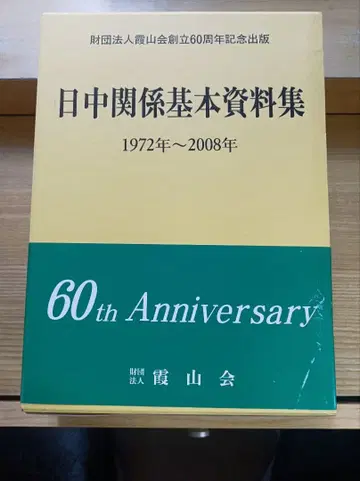 財団法人霞山会創立60周年記念出版
日中関係基本資料集
1972年～2008年
60th Anniversary
財団法人 霞山会